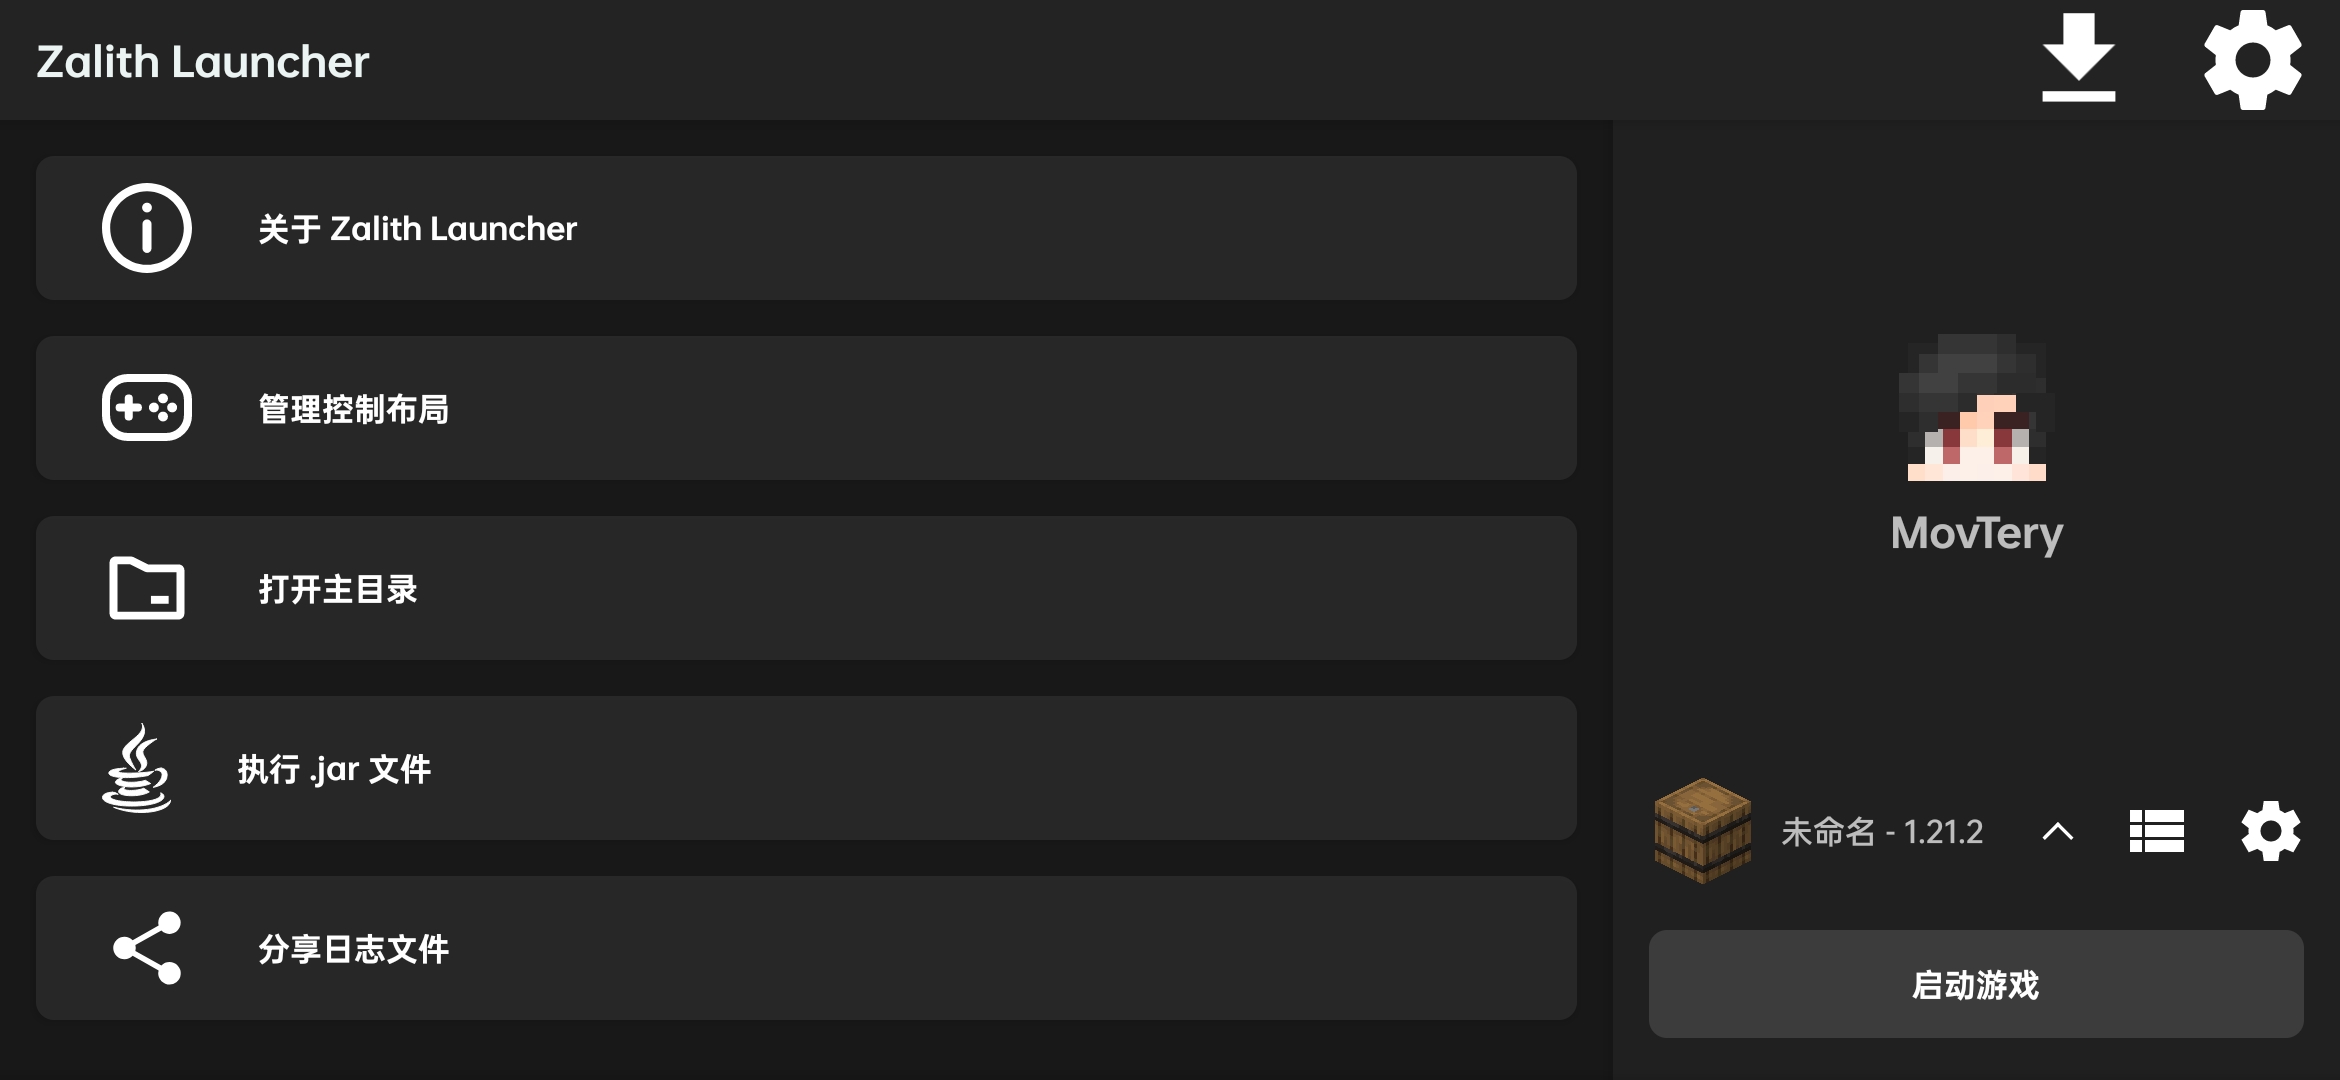 Zalith Launcher
关于 Zalith Launcher
管理控制布局
打开主目录
执行 .jar 文件
分享日志文件
MovTery
未命名 - 1.21.2
启动游戏